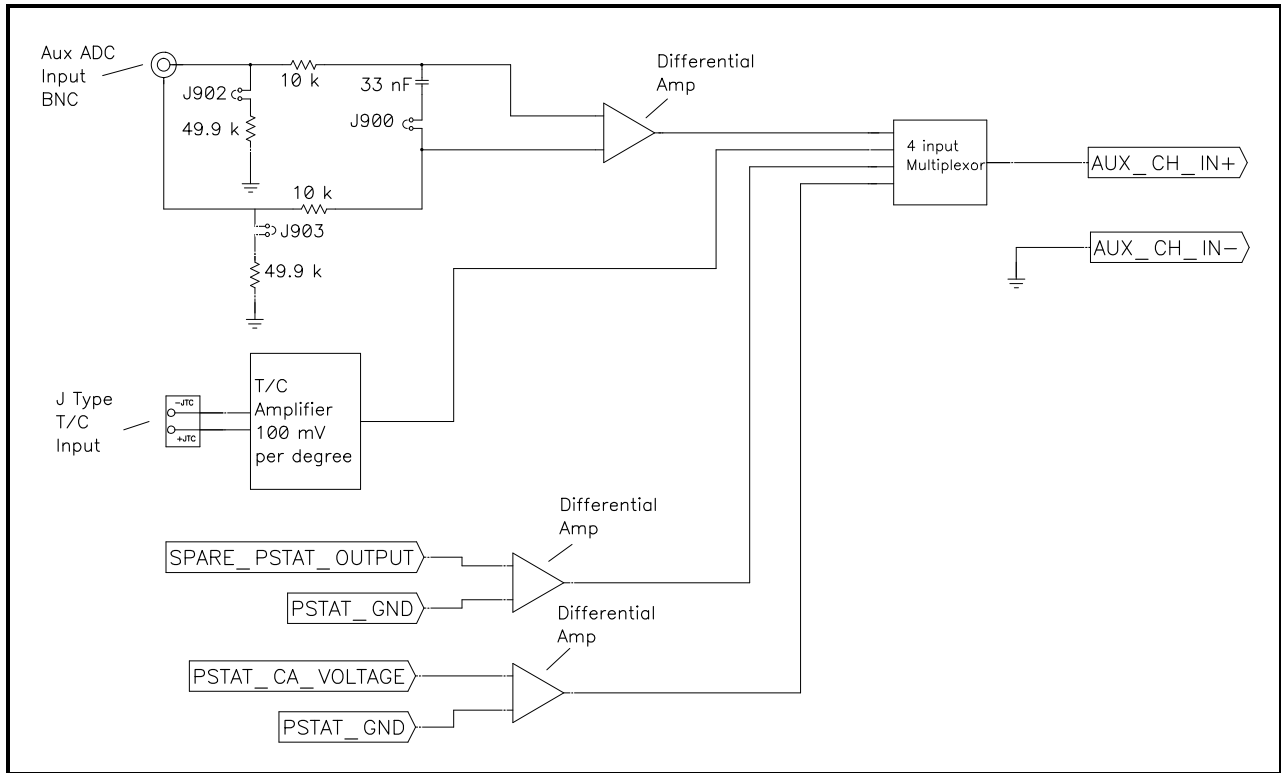 Aux ADC
Input
BNC
10 k
33 nF
J902
J900
49.9 k
10 k
J903
49.9 k
Differential
Amp
4 input
Multiplexor
AUX_CH_IN+
AUX_CH_IN-
J Type
T/C
Input
-JTC
+JTC
T/C
Amplifier
100 mV
per degree
Differential
Amp
SPARE_PSTAT_OUTPUT
PSTAT_GND
Differential
Amp
PSTAT_CA_VOLTAGE
PSTAT_GND